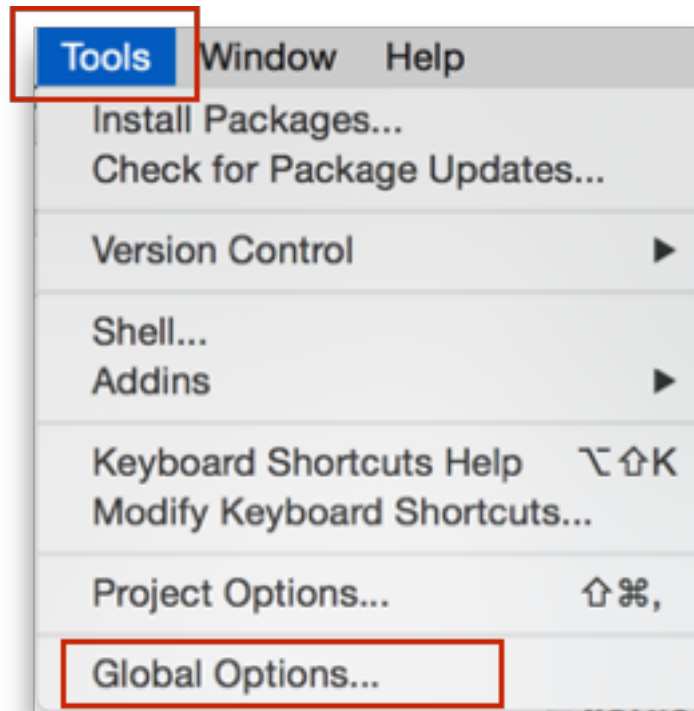 Tools Window Help
Install Packages...
Check for Package Updates...
Version Control ▶
Shell...
Addins ▶
Keyboard Shortcuts Help ⌥⇧K
Modify Keyboard Shortcuts...
Project Options... ⇧⌘,
Global Options...